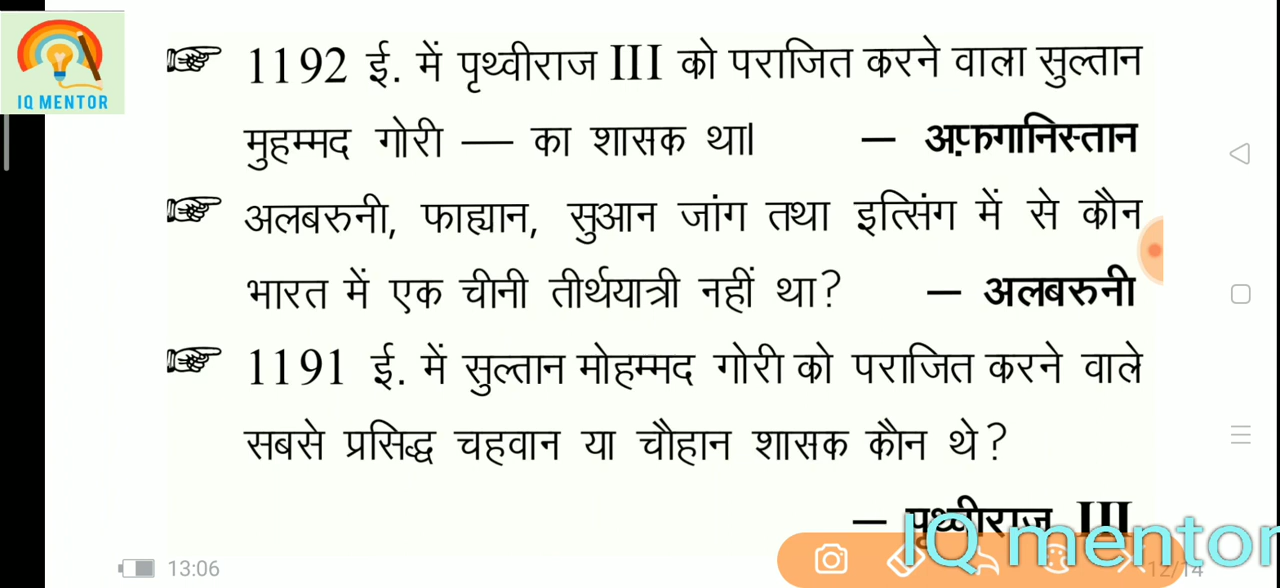 IQ MENTOR
☞ 1192 ई. में पृथ्वीराज III को पराजित करने वाला सुल्तान
मुहम्मद गोरी — का शासक था। – अफ़गानिस्तान
☞ अलबरुनी, फाह्यान, सुआन जांग तथा इत्सिंग में से कौन
भारत में एक चीनी तीर्थयात्री नहीं था? – अलबरुनी
☞ 1191 ई. में सुल्तान मोहम्मद गोरी को पराजित करने वाले
सबसे प्रसिद्ध चहवान या चौहान शासक कौन थे?
– पृथ्वीराज III
IQ mentor
13:06
12/14